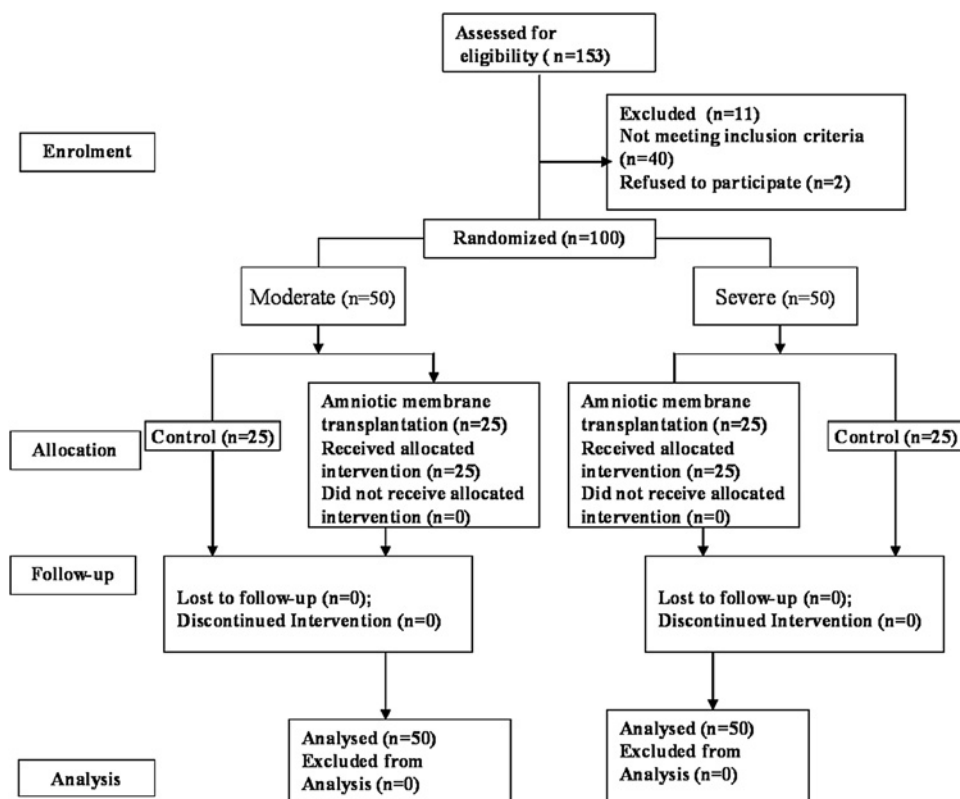 Assessed for
eligibility ( n=153)
Excluded (n=11)
Not meeting inclusion criteria
(n=40)
Refused to participate (n=2)
Enrolment
Randomized (n=100)
Moderate (n=50)
Severe (n=50)
Allocation
Control (n=25)
Amniotic membrane
transplantation (n=25)
Received allocated
intervention (n=25)
Did not receive allocated
intervention (n=0)
Amniotic membrane
transplantation (n=25)
Received allocated
intervention (n=25)
Did not receive allocated
intervention (n=0)
Control (n=25)
Follow-up
Lost to follow-up (n=0);
Discontinued Intervention (n=0)
Lost to follow-up (n=0);
Discontinued Intervention (n=0)
Analysis
Analysed (n=50)
Excluded from
Analysis (n=0)
Analysed (n=50)
Excluded from
Analysis (n=0)